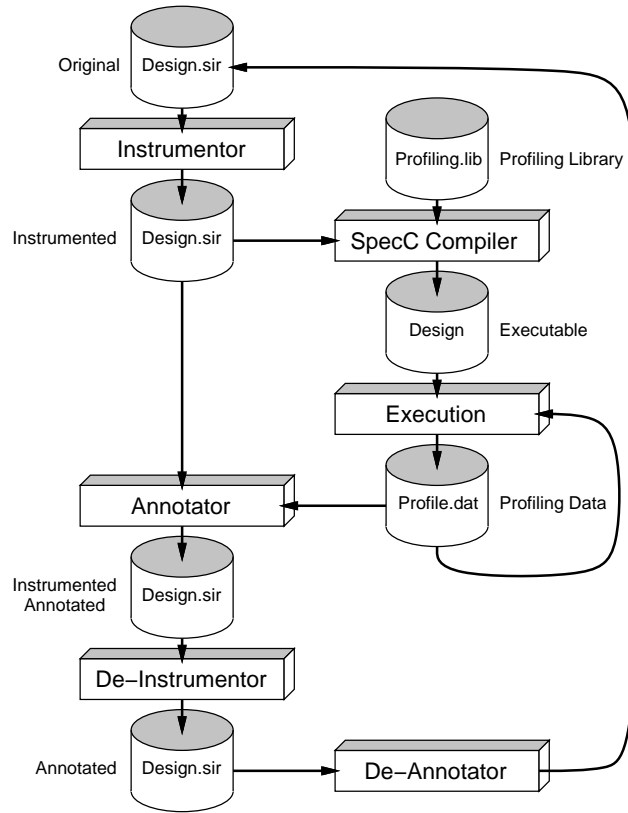 Original
Design.sir
Instrumentor
Profiling.lib
Profiling Library
Instrumented
Design.sir
SpecC Compiler
Design
Executable
Execution
Annotator
Profile.dat
Profiling Data
Instrumented
Annotated
Design.sir
De−Instrumentor
Annotated
Design.sir
De−Annotator